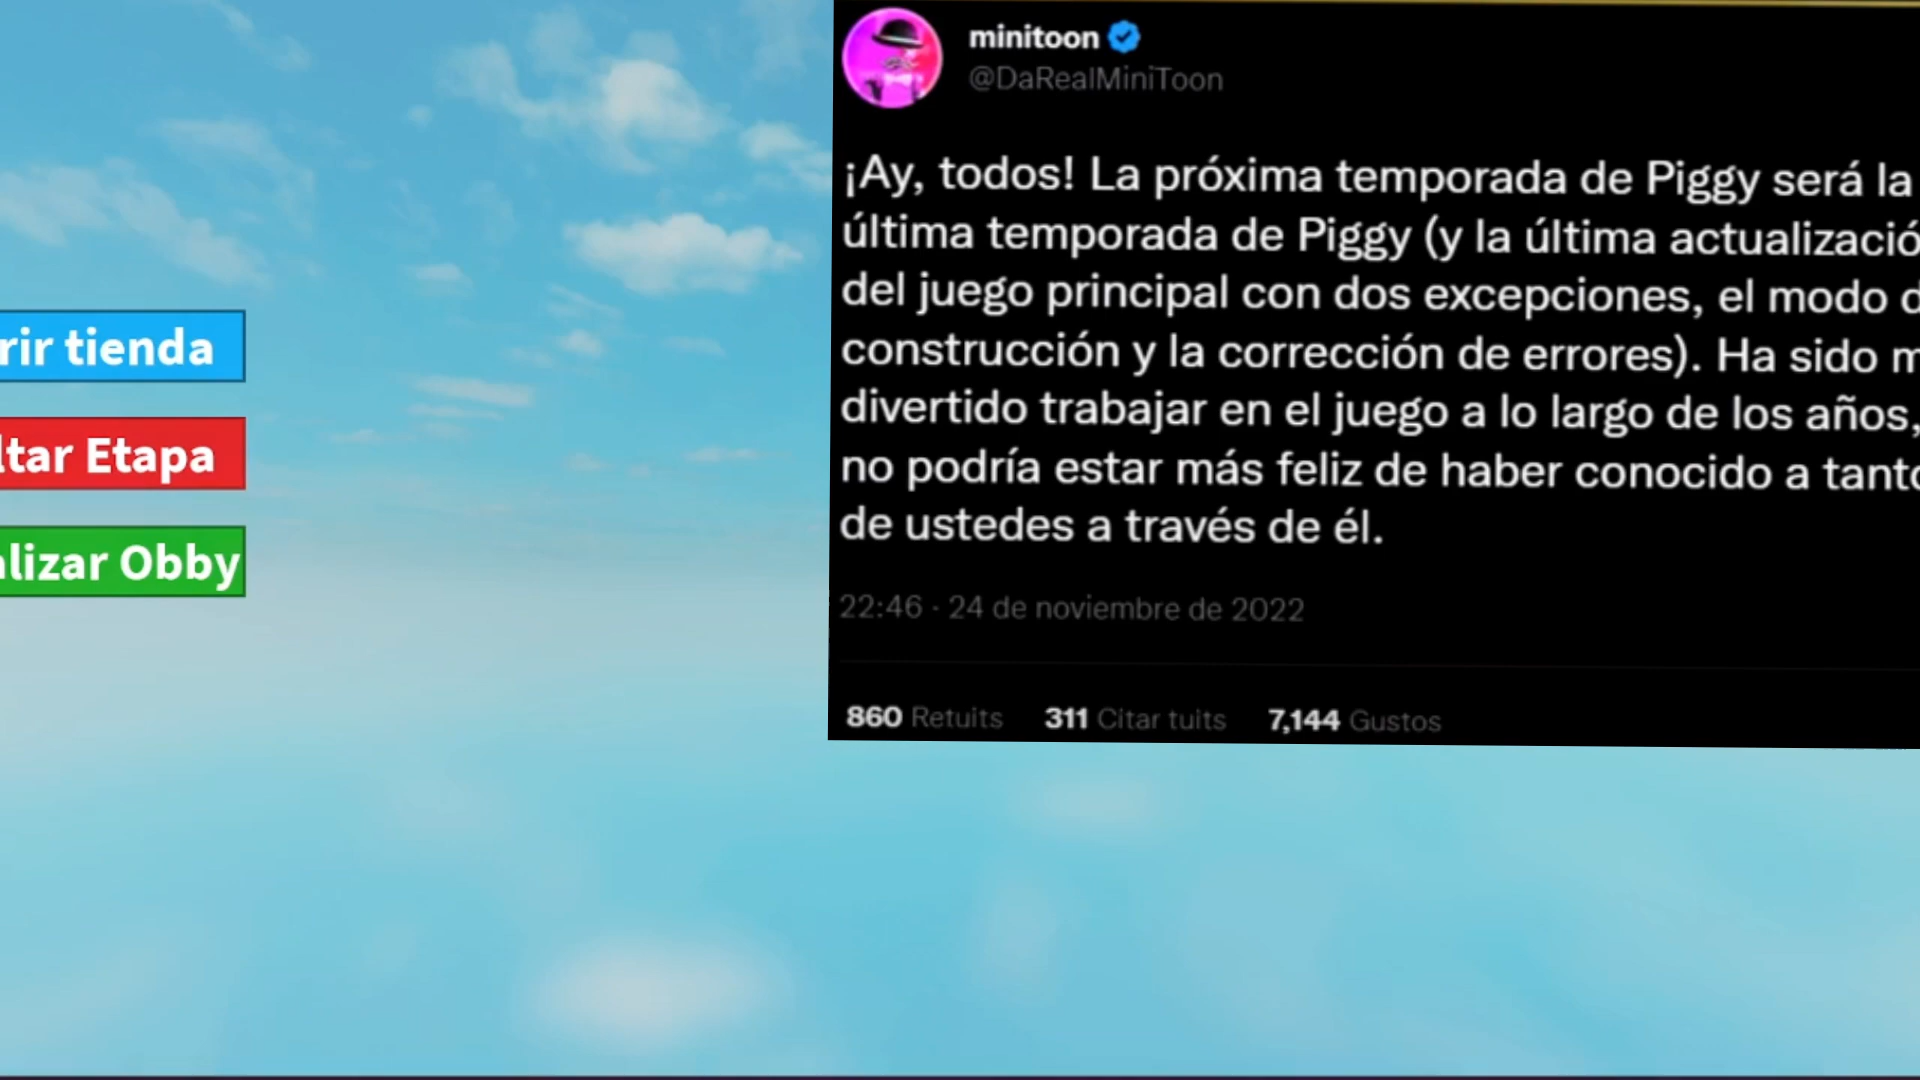 rir tienda
ltar Etapa
alizar Obby
minitoon
@DaRealMiniToon
¡Ay, todos! La próxima temporada de Piggy será la
última temporada de Piggy (y la última actualizació
del juego principal con dos excepciones, el modo d
construcción y la corrección de errores). Ha sido m
divertido trabajar en el juego a lo largo de los años,
no podría estar más feliz de haber conocido a tanto
de ustedes a través de él.
22:46 · 24 de noviembre de 2022
860 Retuits 311 Citar tuits 7,144 Gustos